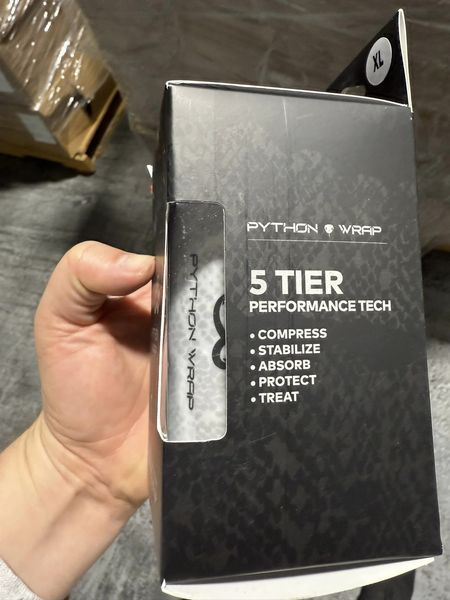 XL
PYTHON WRAP
5 TIER
PERFORMANCE TECH
• COMPRESS
• STABILIZE
• ABSORB
• PROTECT
• TREAT
PYTHON WRAP